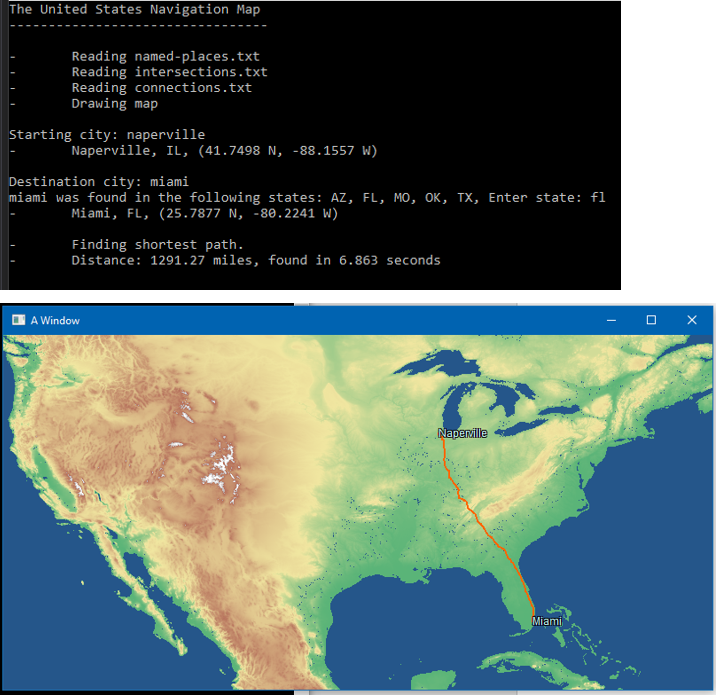 The United States Navigation Map
---------------------------------
- Reading named-places.txt
- Reading intersections.txt
- Reading connections.txt
- Drawing map
Starting city: naperville
- Naperville, IL, (41.7498 N, -88.1557 W)
Destination city: miami
miami was found in the following states: AZ, FL, MO, OK, TX, Enter state: fl
- Miami, FL, (25.7877 N, -80.2241 W)
- Finding shortest path.
- Distance: 1291.27 miles, found in 6.863 seconds
A Window
Naperville
Miami